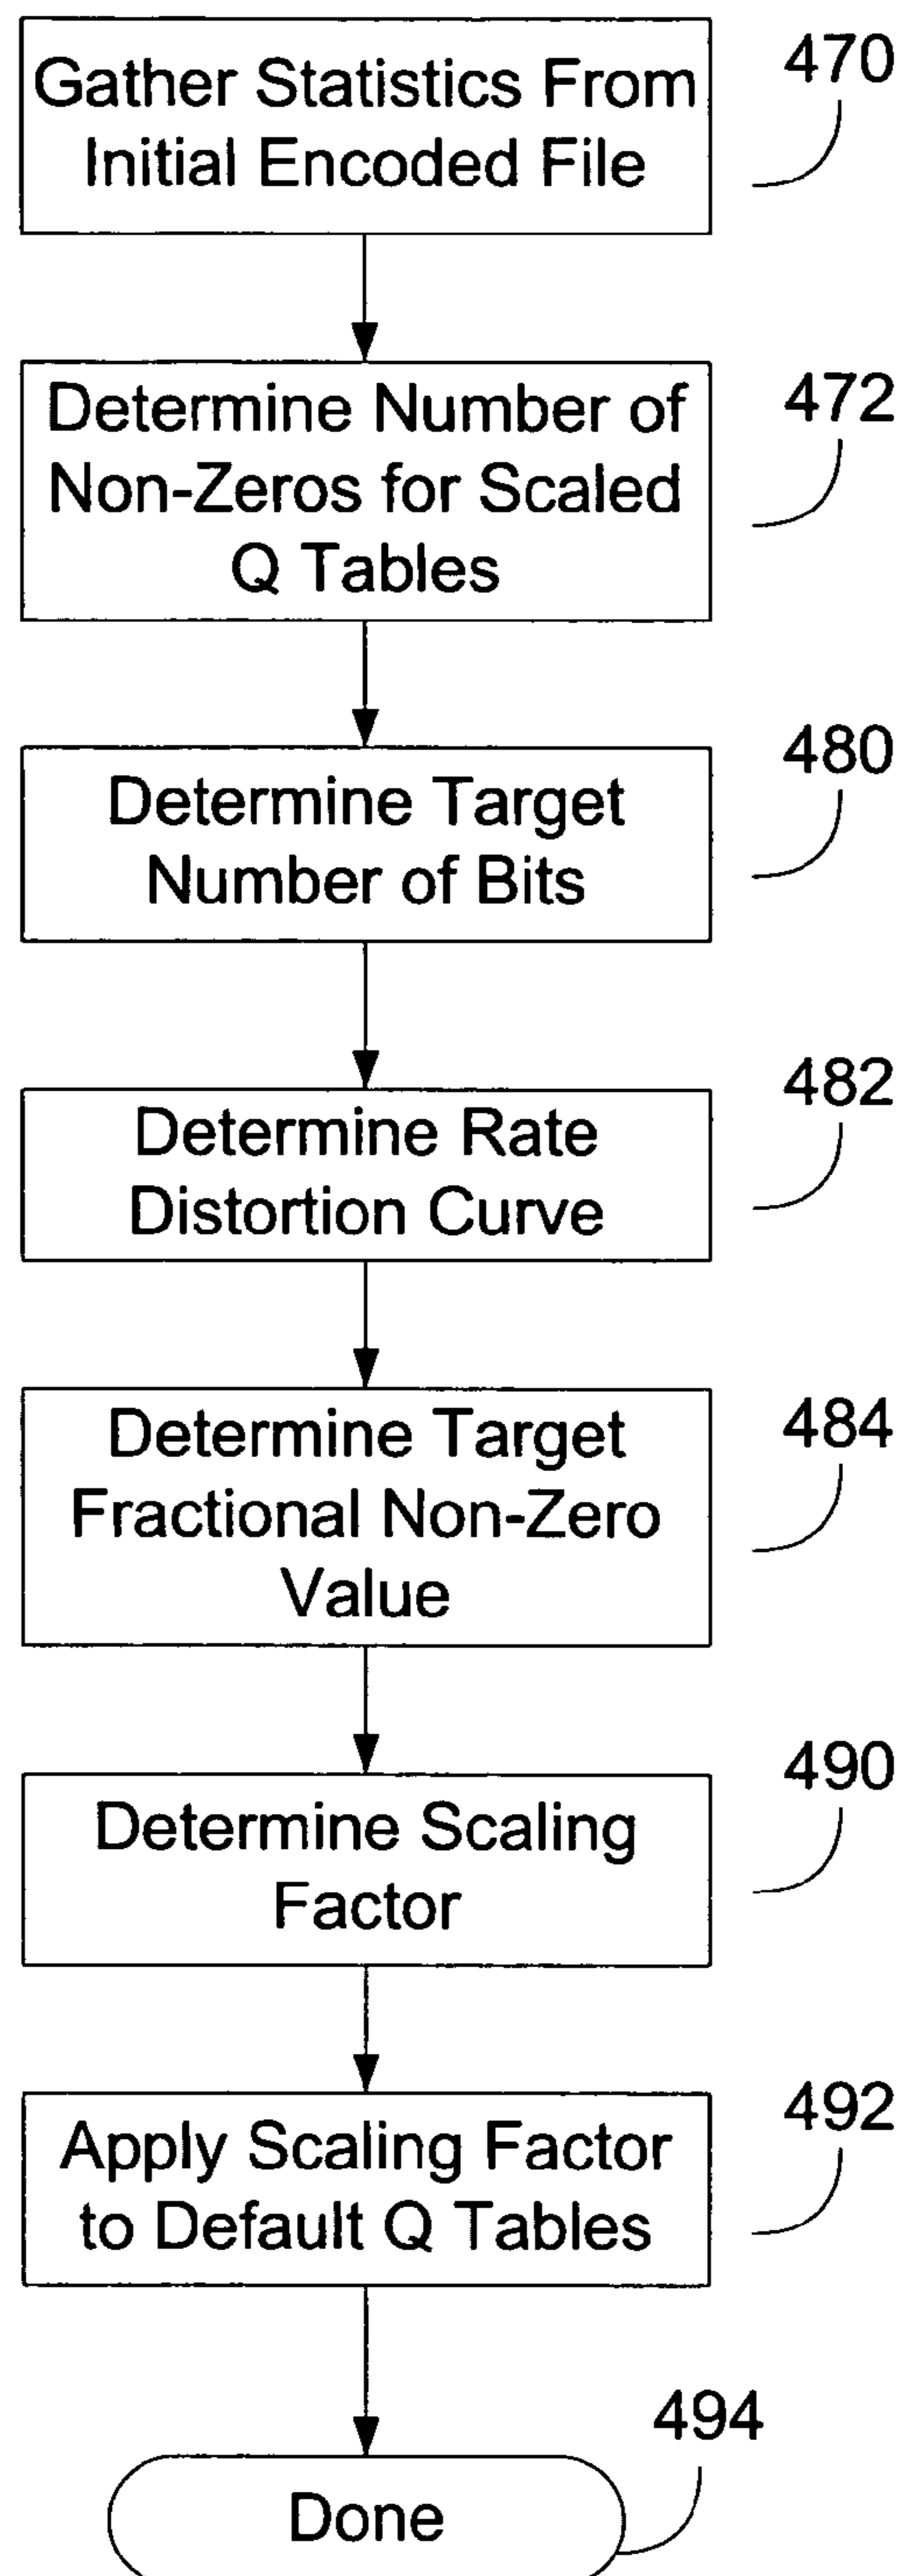 Gather Statistics From
Initial Encoded File
470
Determine Number of
Non-Zeros for Scaled
Q Tables
472
Determine Target
Number of Bits
480
Determine Rate
Distortion Curve
482
Determine Target
Fractional Non-Zero
Value
484
Determine Scaling
Factor
490
Apply Scaling Factor
to Default Q Tables
492
Done
494